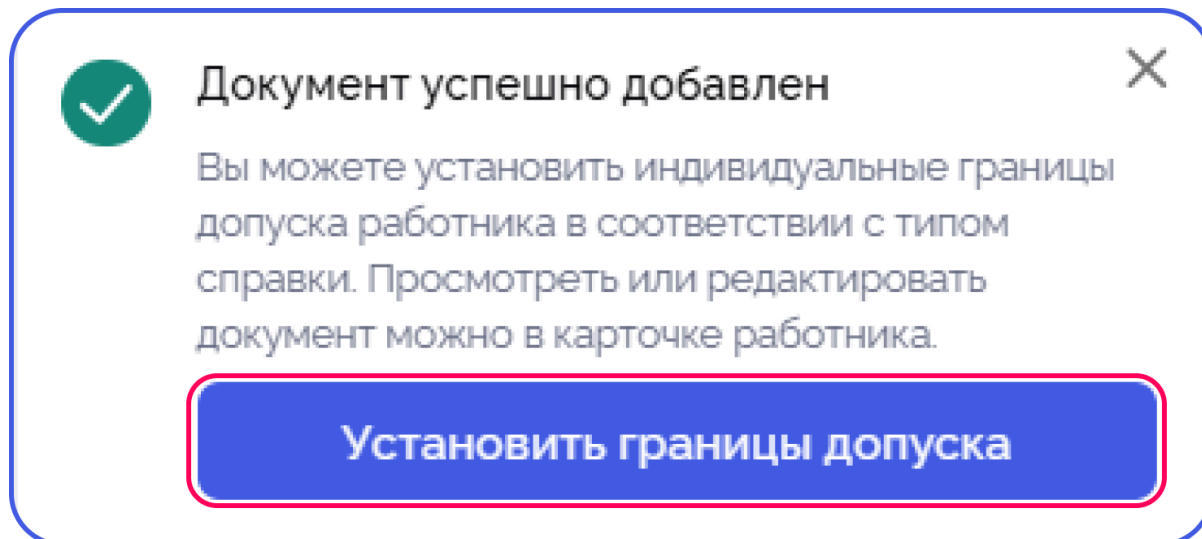 Документ успешно добавлен
Вы можете установить индивидуальные границы
допуска работника в соответствии с типом
справки. Просмотреть или редактировать
документ можно в карточке работника.
Установить границы допуска